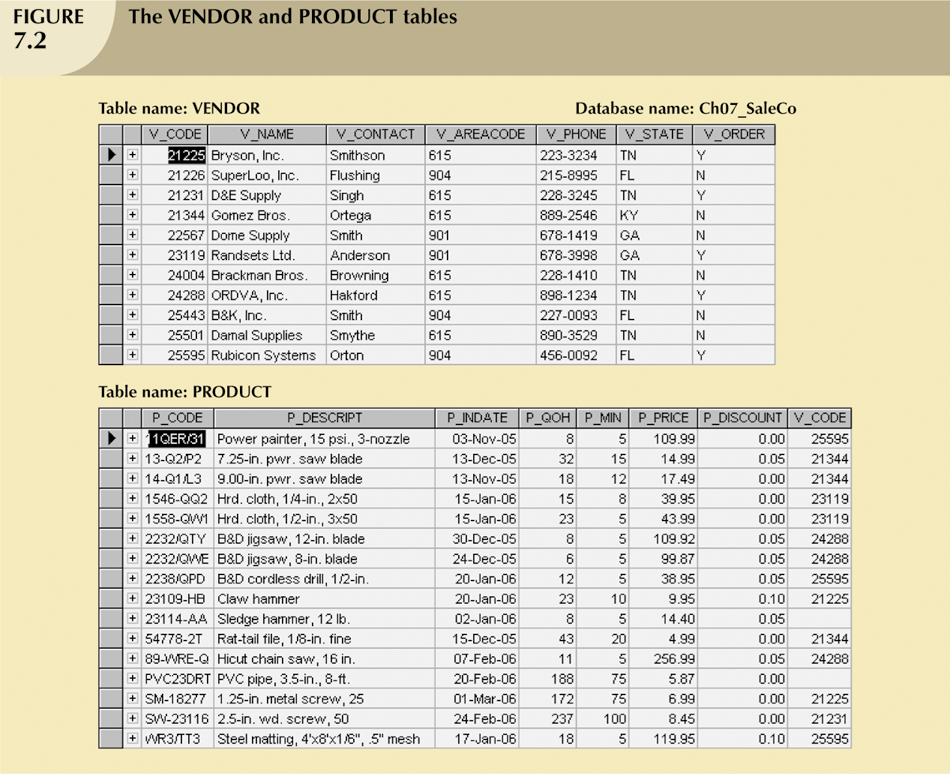 FIGURE 7.2
The VENDOR and PRODUCT tables
Table name: VENDOR Database name: Ch07_SaleCo
V_CODE V_NAME V_CONTACT V_AREACODE V_PHONE V_STATE V_ORDER
21225 Bryson, Inc. Smithson 615 223-3234 TN Y
21226 SuperLoo, Inc. Flushing 904 215-8995 FL N
21231 D&E Supply Singh 615 228-3245 TN Y
21344 Gomez Bros. Ortega 615 889-2546 KY N
22567 Dome Supply Smith 901 678-1419 GA N
23119 Randsets Ltd. Anderson 901 678-3998 GA Y
24004 Brackman Bros. Browning 615 228-1410 TN N
24288 ORDVA, Inc. Hakford 615 898-1234 TN Y
25443 B&K, Inc. Smith 904 227-0093 FL N
25501 Damal Supplies Smythe 615 890-3529 TN N
25595 Rubicon Systems Orton 904 456-0092 FL Y
Table name: PRODUCT
P_CODE P_DESCRIPT P_INDATE P_QOH P_MIN P_PRICE P_DISCOUNT V_CODE
11QER/31 Power painter, 15 psi., 3-nozzle 03-Nov-05 8 5 109.99 0.00 25595
13-Q2/P2 7.25-in. pwr. saw blade 13-Dec-05 32 15 14.99 0.05 21344
14-Q1/L3 9.00-in. pwr. saw blade 13-Nov-05 18 12 17.49 0.00 21344
1546-QQ2 Hrd. cloth, 1/4-in., 2x50 15-Jan-06 15 8 39.95 0.00 23119
1558-QW1 Hrd. cloth, 1/2-in., 3x50 15-Jan-06 23 5 43.99 0.00 23119
2232/QTY B&D jigsaw, 12-in. blade 30-Dec-05 8 5 109.92 0.05 24288
2232/QWE B&D jigsaw, 8-in. blade 24-Dec-05 6 5 99.87 0.05 24288
2238/QPD B&D cordless drill, 1/2-in. 20-Jan-06 12 5 38.95 0.05 25595
23109-HB Claw hammer 20-Jan-06 23 10 9.95 0.10 21225
23114-AA Sledge hammer, 12 lb. 02-Jan-06 8 5 14.40 0.05
54778-2T Rat-tail file, 1/8-in. fine 15-Dec-05 43 20 4.99 0.00 21344
89-WRE-Q Hicut chain saw, 16 in. 07-Feb-06 11 5 256.99 0.05 24288
PVC23DRT PVC pipe, 3.5-in., 8-ft. 20-Feb-06 188 75 5.87 0.00
SM-18277 1.25-in. metal screw, 25 01-Mar-06 172 75 6.99 0.00 21225
SW-23116 2.5-in. wd. screw, 50 24-Feb-06 237 100 8.45 0.00 21231
WR3/TT3 Steel matting, 4'x8'x1/6", .5" mesh 17-Jan-06 18 5 119.95 0.10 25595